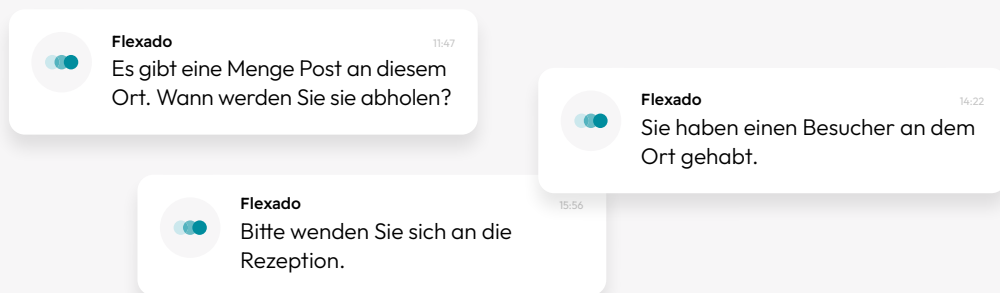 Flexado 11:47
Es gibt eine Menge Post an diesem
Ort. Wann werden Sie sie abholen?
Flexado 14:22
Sie haben einen Besucher an dem
Ort gehabt.
Flexado 15:56
Bitte wenden Sie sich an die
Rezeption.